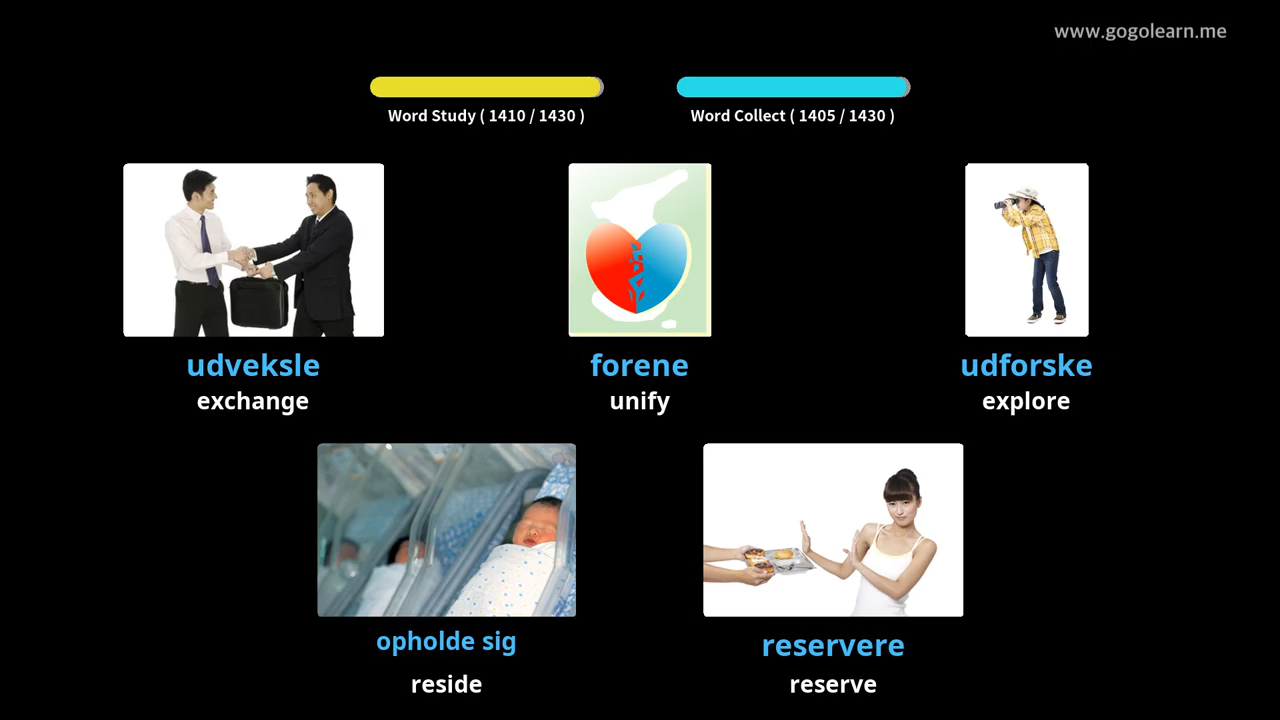 www.gogolearn.me
Word Study ( 1410 / 1430 )
Word Collect ( 1405 / 1430 )
udveksle
exchange
forene
unify
udforske
explore
opholde sig
reside
reservere
reserve